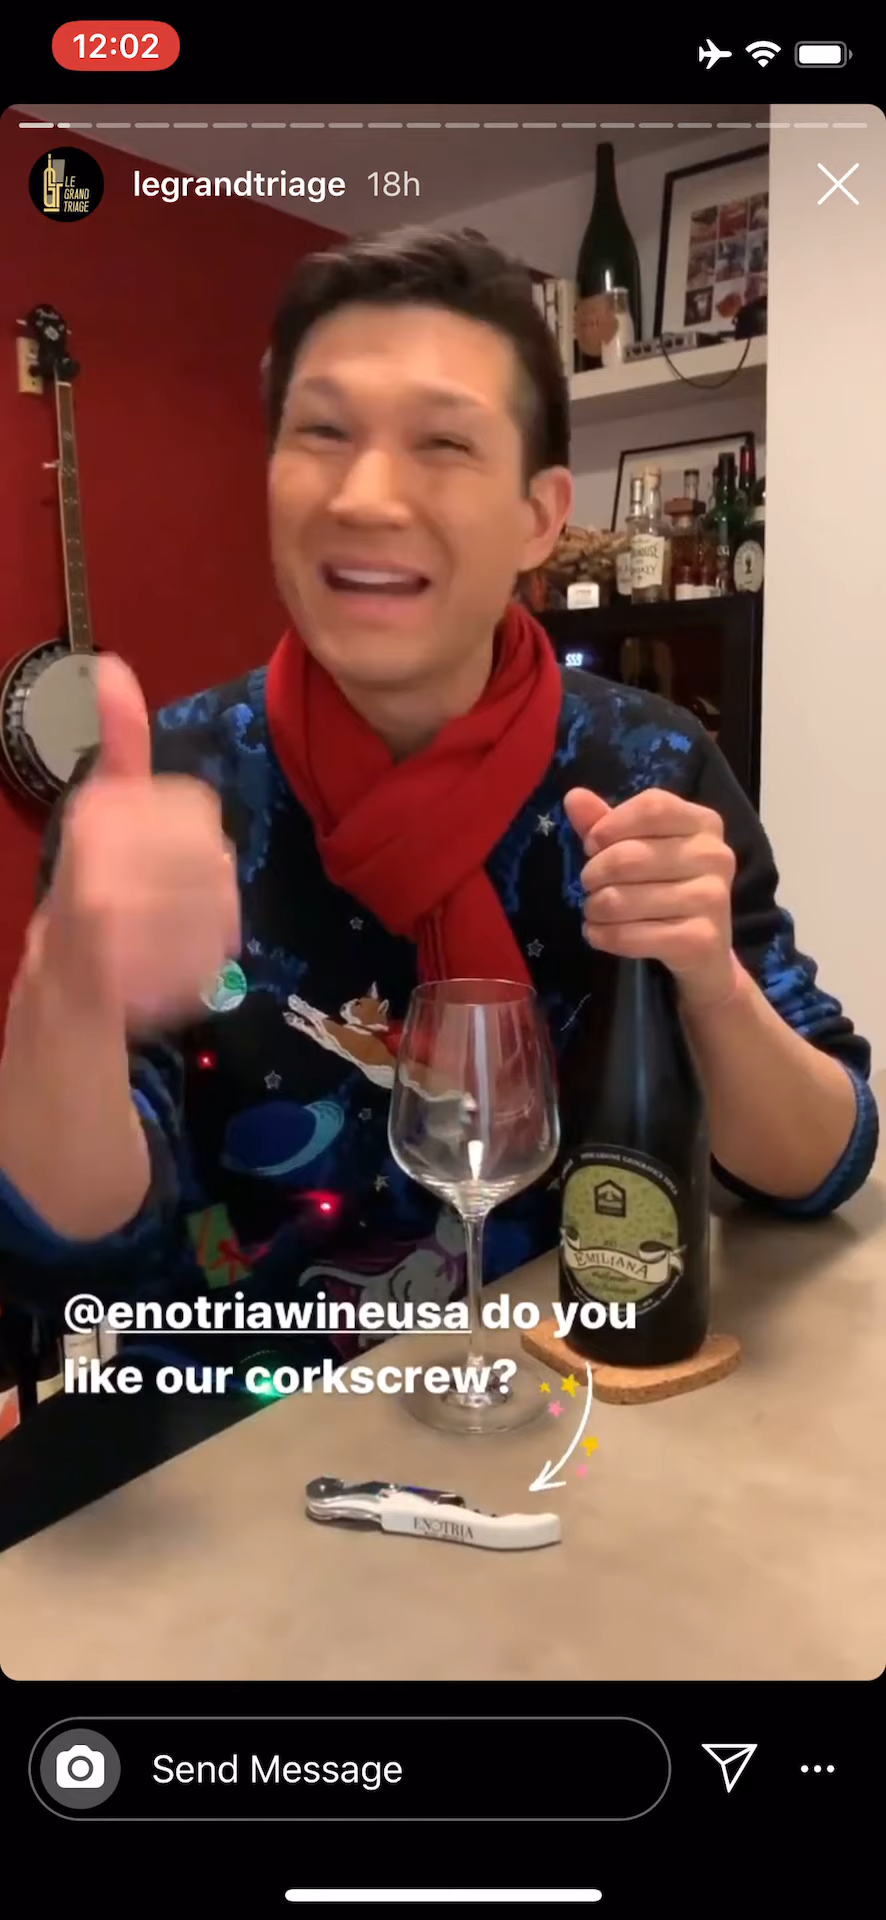 12:02
LE
GRAND
TRIAGE
legrandtriage 18h
EMILIANA
@enotriawineusa do you
like our corkscrew?
ENOTRIA
Send Message